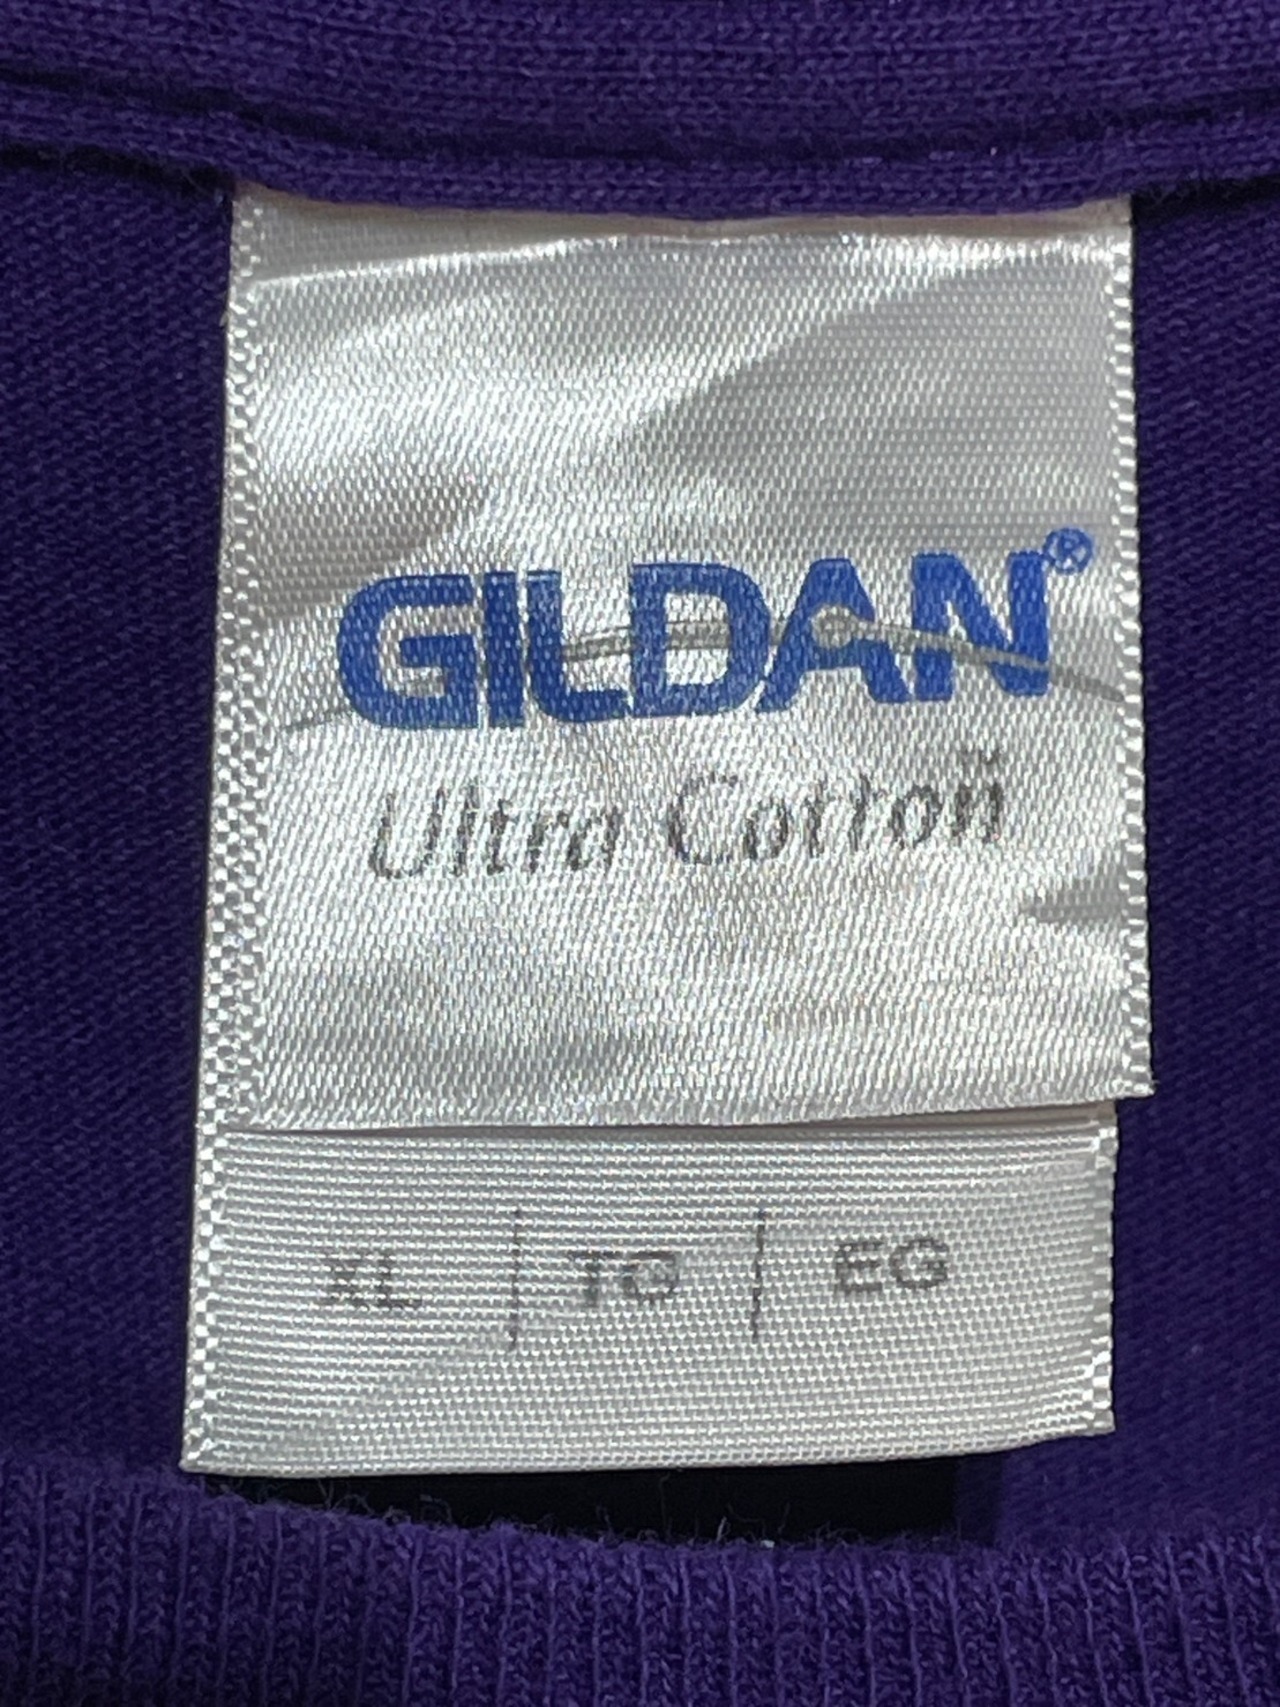 GILDAN®
Ultra Cotton
XL | TG | EG